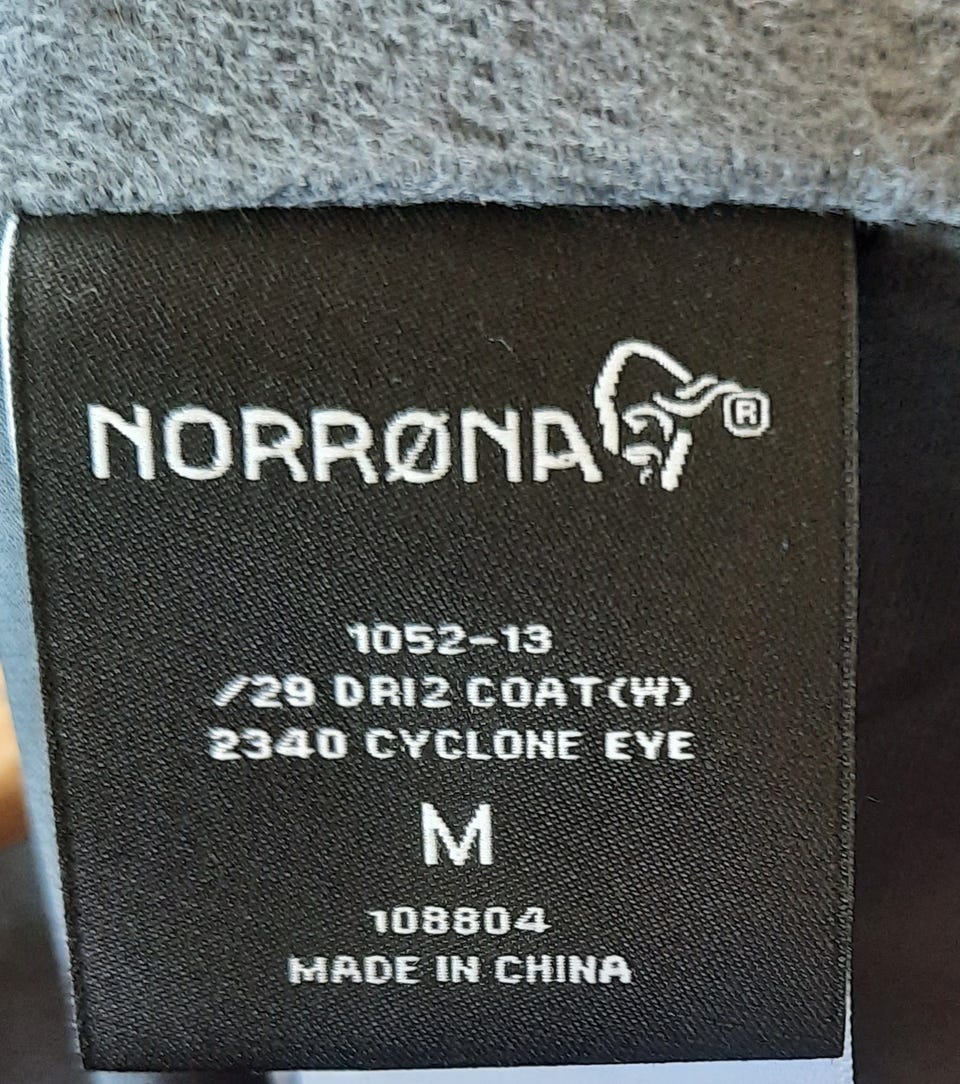 NORRØNA ®
1052-13
/29 DRI2 COAT(W)
2340 CYCLONE EYE
M
108804
MADE IN CHINA